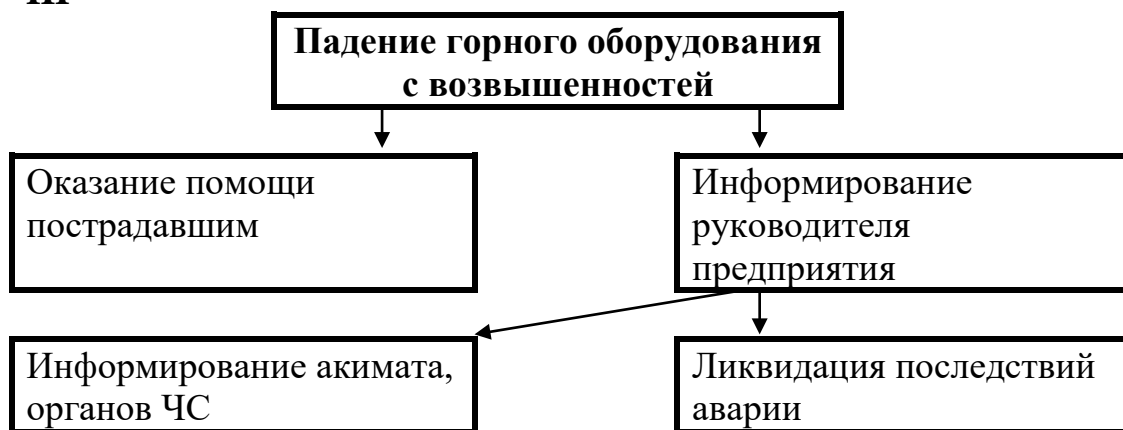 Падение горного оборудования
с возвышенностей
Оказание помощи
пострадавшим
Информирование
руководителя
предприятия
Информирование акимата,
органов ЧС
Ликвидация последствий
аварии